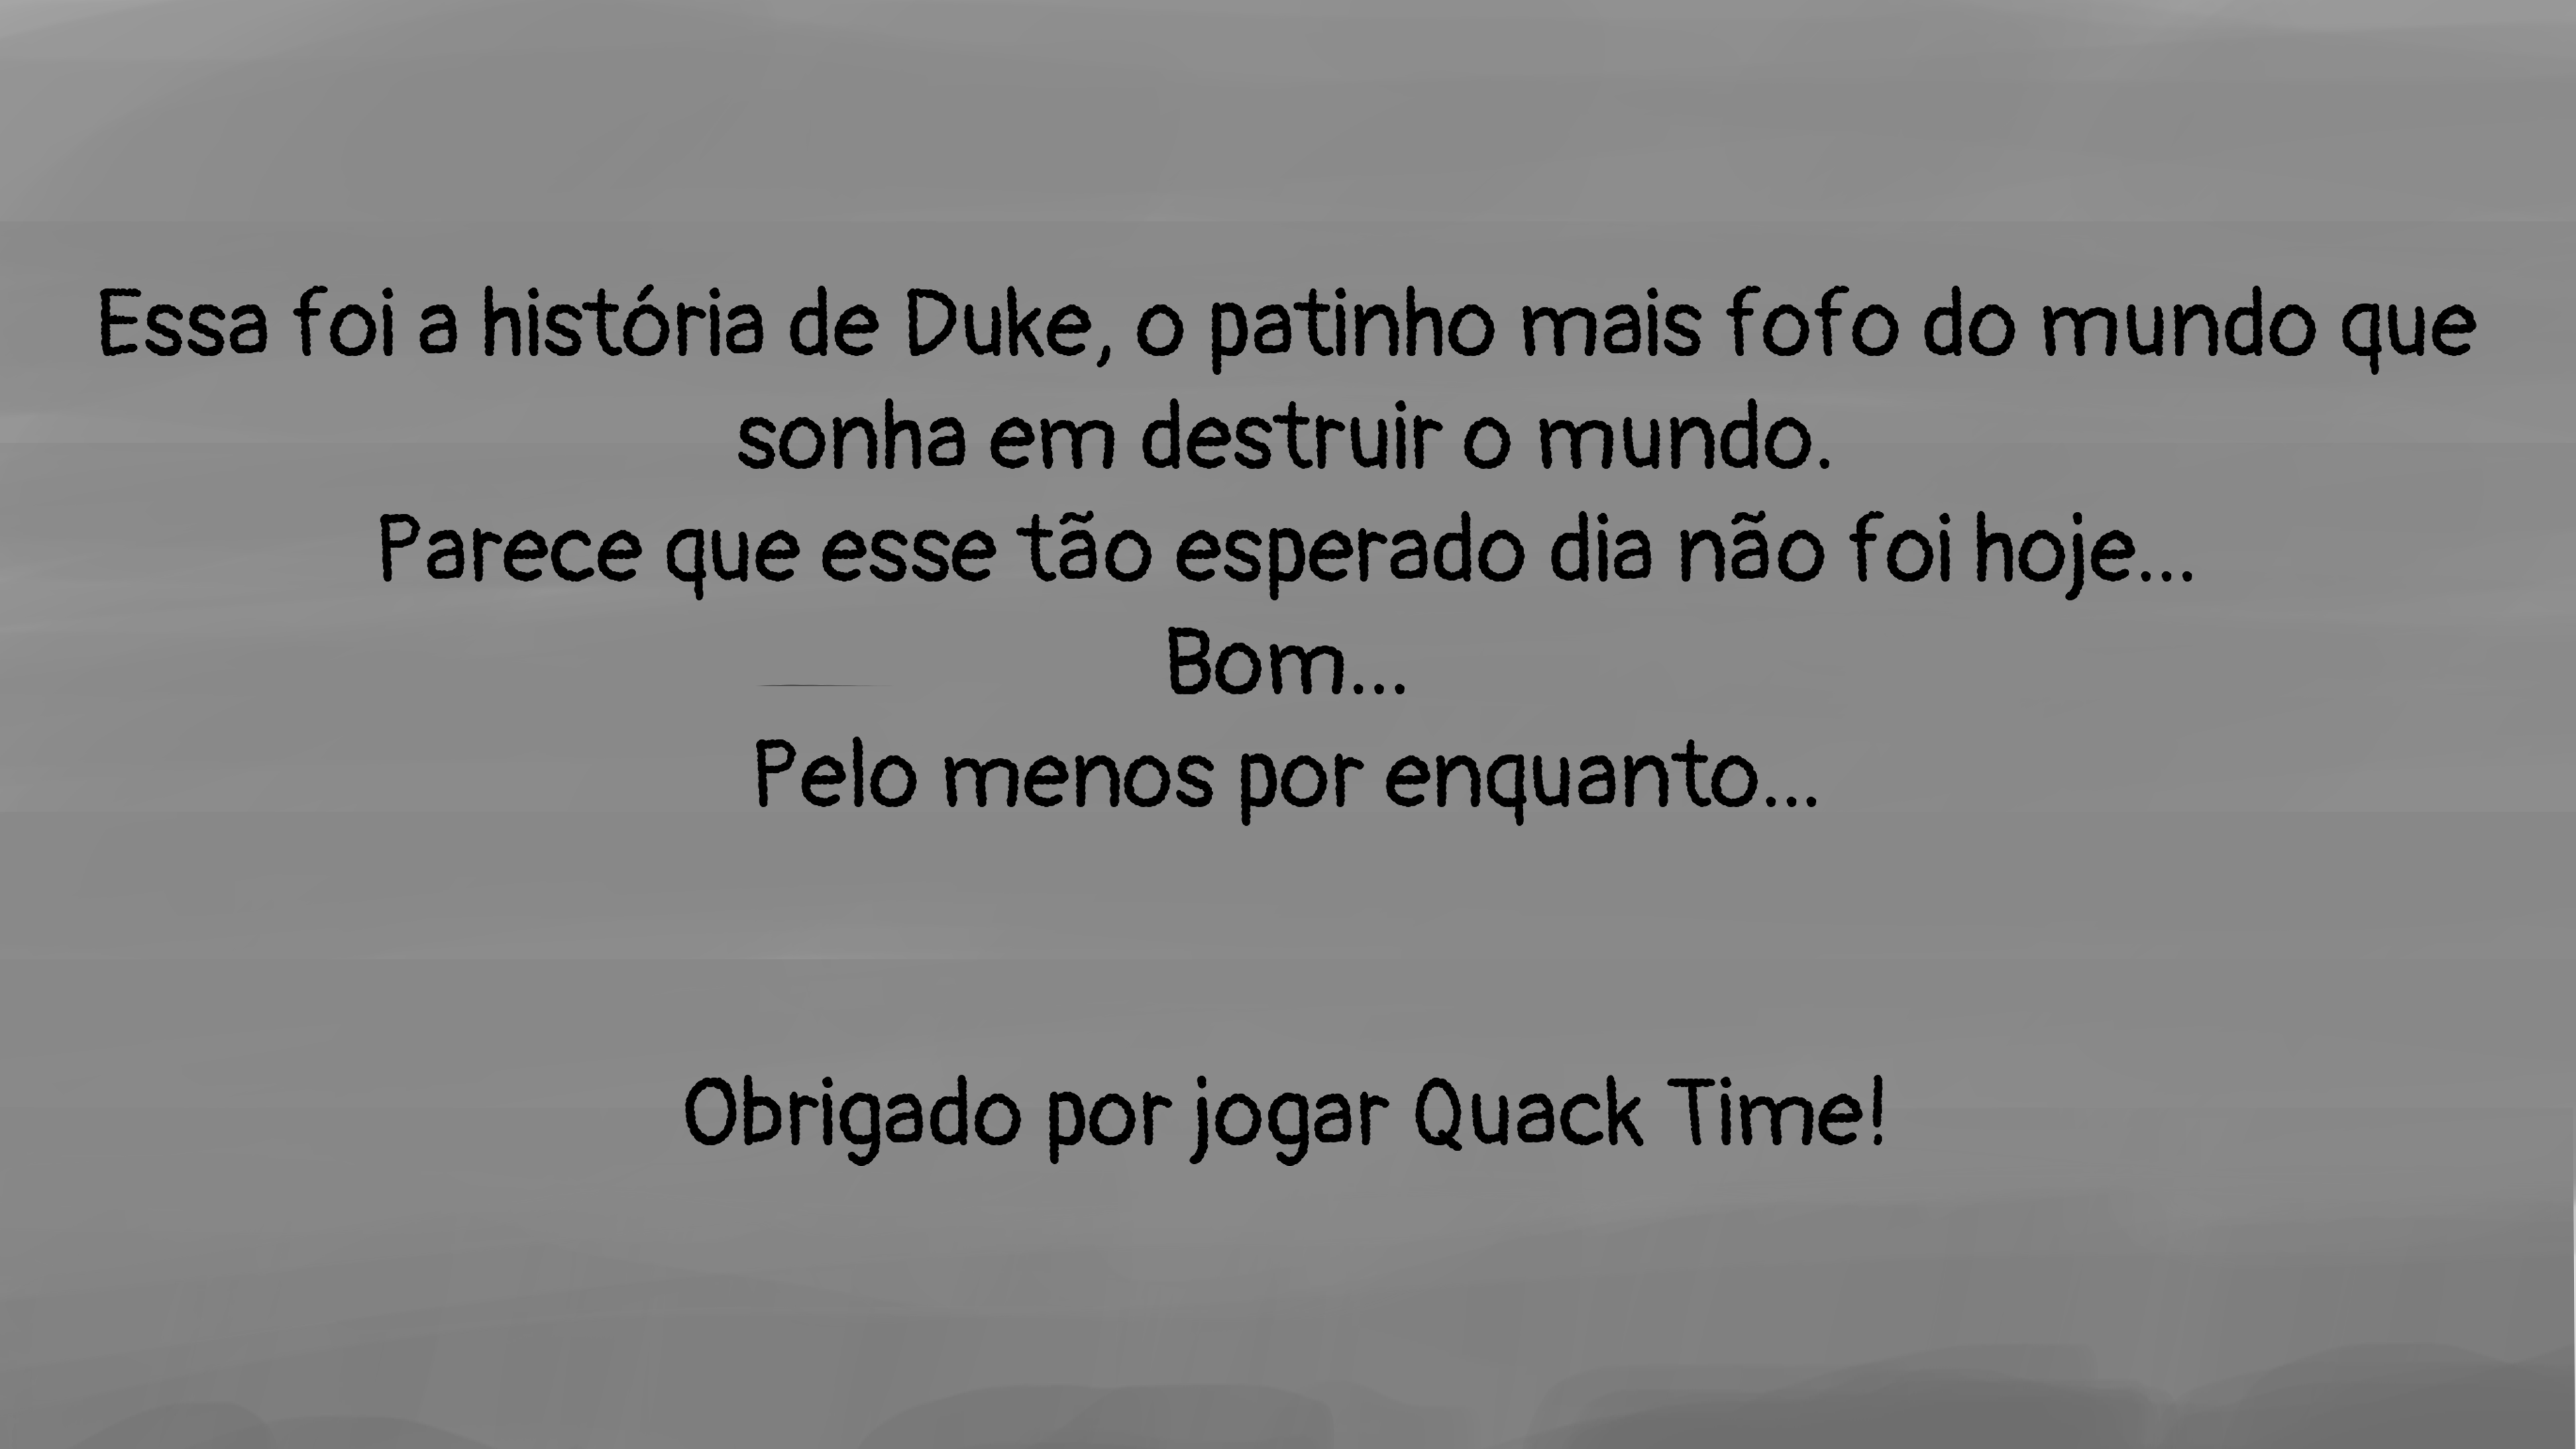 Essa foi a história de Duke, o patinho mais fofo do mundo que
sonha em destruir o mundo.
Parece que esse tão esperado dia não foi hoje...
Bom...
Pelo menos por enquanto...
Obrigado por jogar Quack Time!